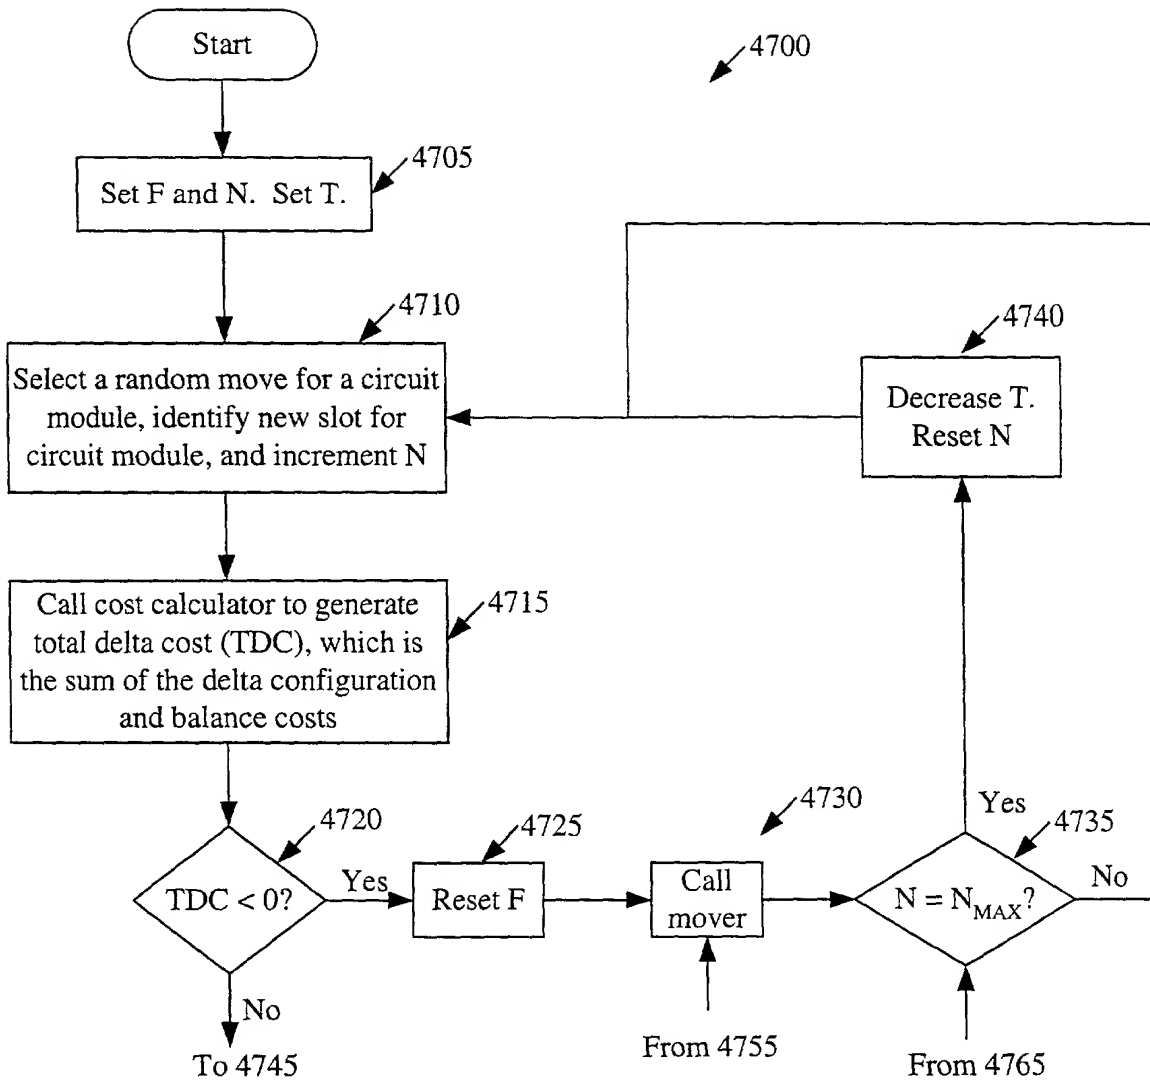 Start
4700
4705
Set F and N. Set T.
4710
Select a random move for a circuit
module, identify new slot for
circuit module, and increment N
4740
Decrease T.
Reset N
4715
Call cost calculator to generate
total delta cost (TDC), which is
the sum of the delta configuration
and balance costs
4720
TDC < 0?
Yes
4725
Reset F
4730
Call
mover
Yes
4735
N = NMAX?
No
No
To 4745
From 4755
From 4765